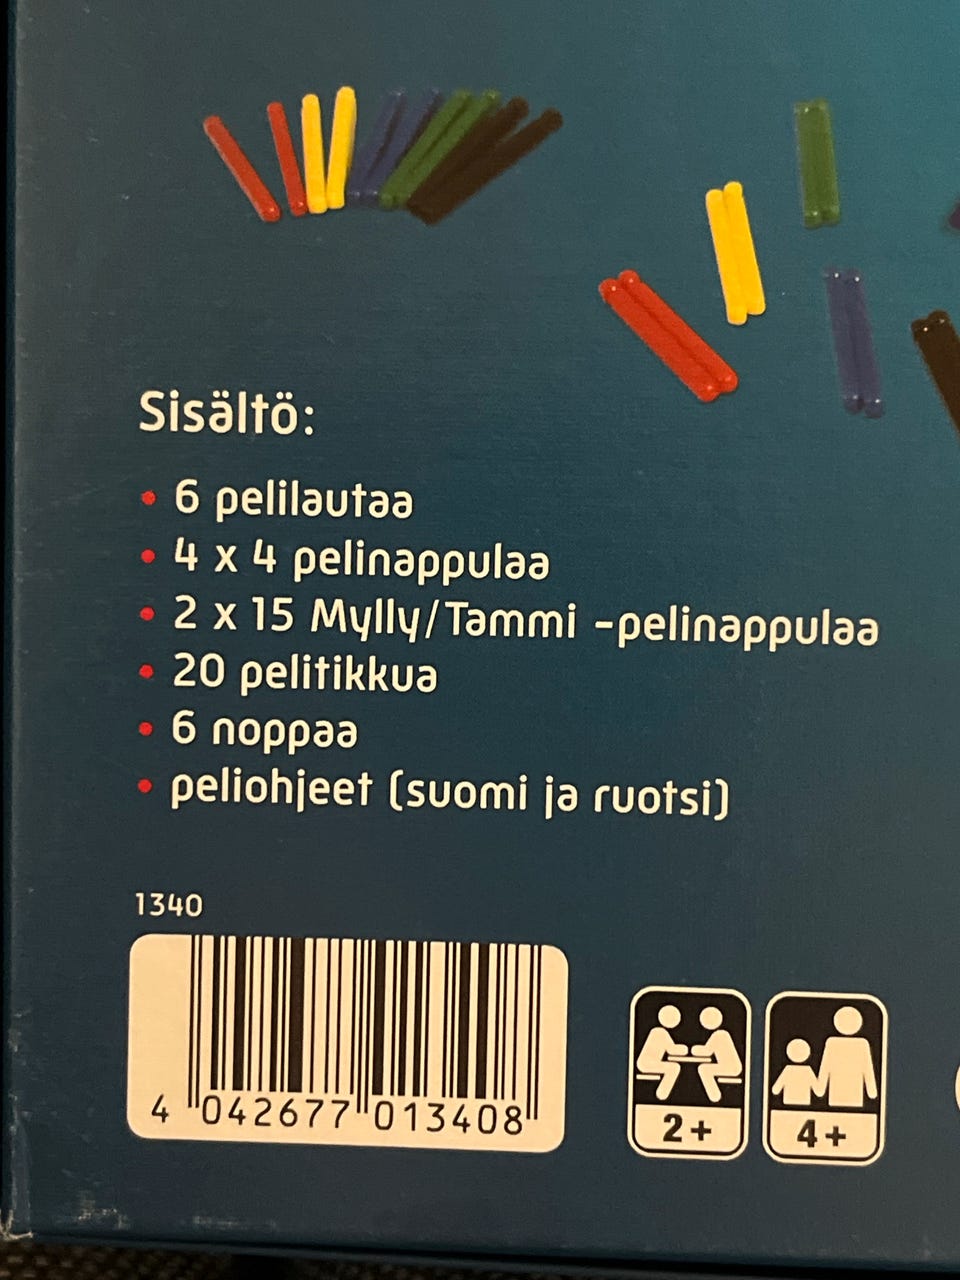 Sisältö:
• 6 pelilautaa
• 4 x 4 pelinappulaa
• 2 x 15 Mylly/Tammi -pelinappulaa
• 20 pelitikkua
• 6 noppaa
• peliohjeet (suomi ja ruotsi)
1340
4 042677 013408
2+
4+